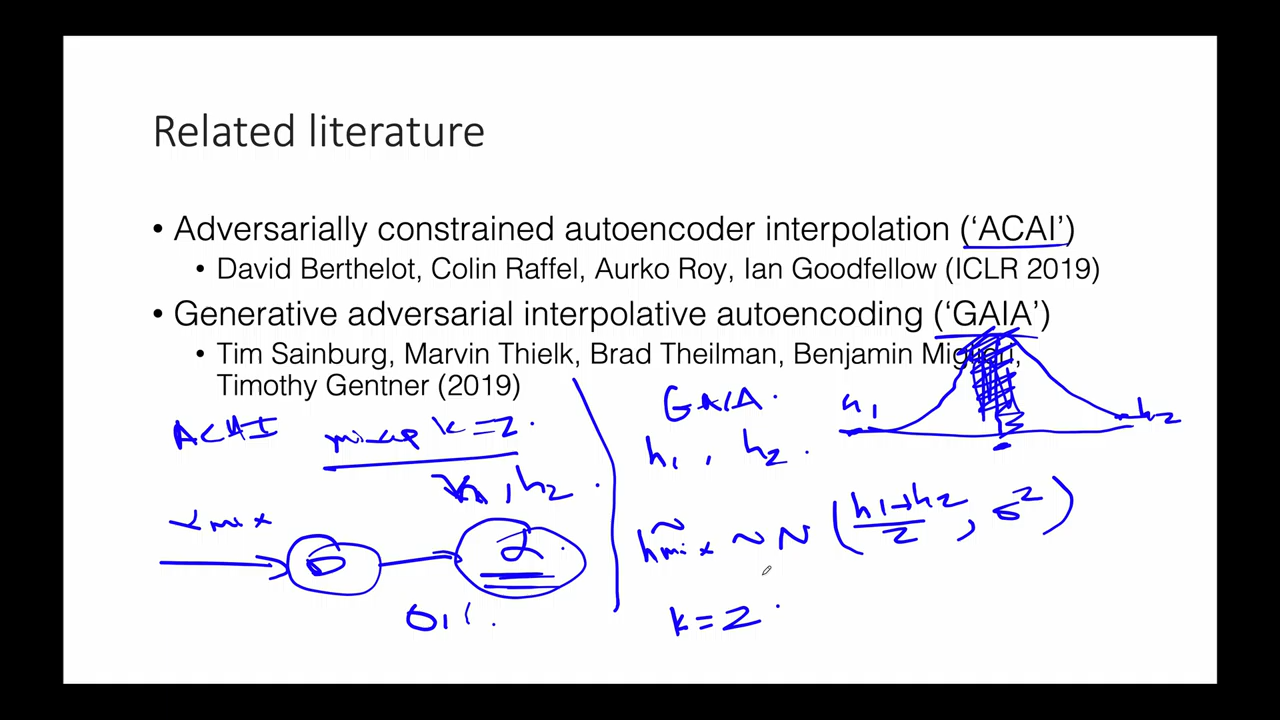 Related literature
• Adversarially constrained autoencoder interpolation (‘ACAI’)
• David Berthelot, Colin Raffel, Aurko Roy, Ian Goodfellow (ICLR 2019)
• Generative adversarial interpolative autoencoding (‘GAIA’)
• Tim Sainburg, Marvin Thielk, Brad Theilman, Benjamin
Timothy Gentner (2019)
ACAI
mixup k=2.
h2
D
GAIA.
h1, h2.
h1 h2
hmix ~ N (h1+h2/2, σ²)
k=2